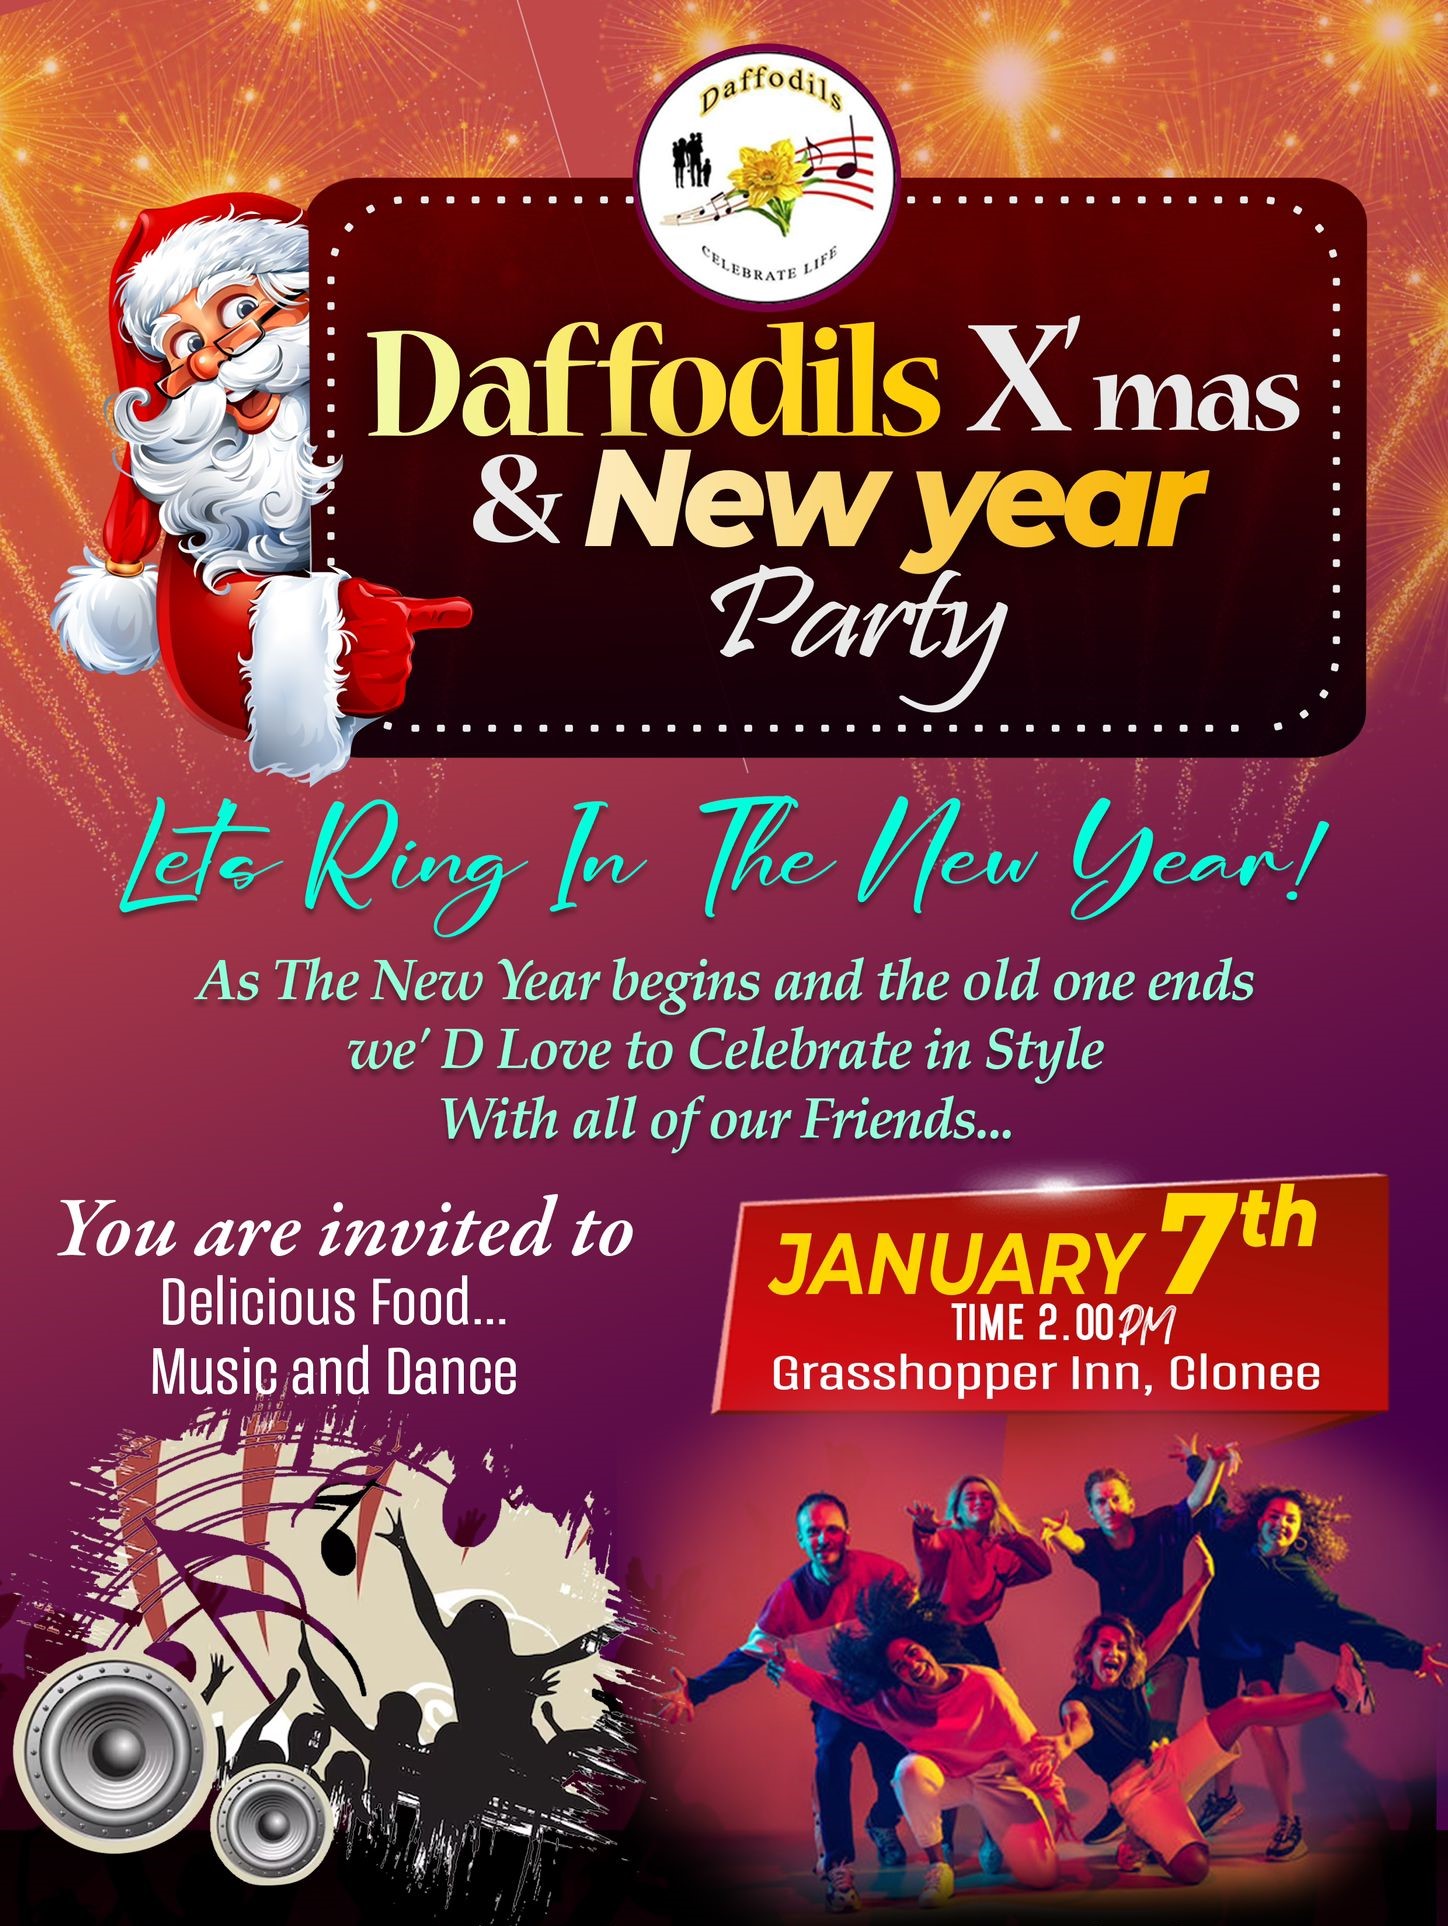 Daffodils
CELEBRATE LIFE
Daffodils X'mas
& New year
Party
Let's Ring In The New Year!
As The New Year begins and the old one ends
we' D Love to Celebrate in Style
With all of our Friends...
You are invited to
Delicious Food...
Music and Dance
JANUARY 7th
TIME 2.00PM
Grasshopper Inn, Clonee